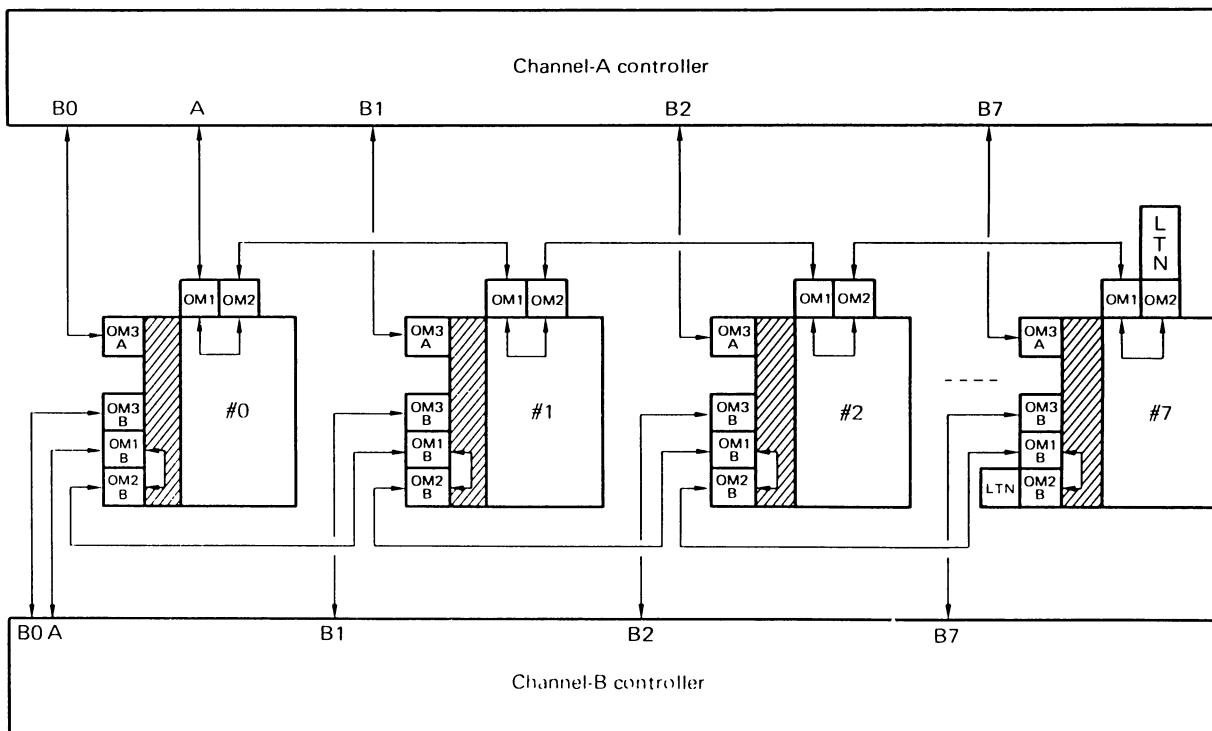 Channel-A controller
B0 A B1 B2 B7
L
T
N
OM1 OM2 OM1 OM2 OM1 OM2 OM1 OM2
OM3
A
OM3
A
OM3
A
OM3
A
#0 #1 #2 - - - - #7
OM3
B
OM3
B
OM3
B
OM3
B
OM1
B
OM1
B
OM1
B
OM1
B
OM2
B
OM2
B
OM2
B
LTN OM2
B
B0 A B1 B2 B7
Channel-B controller